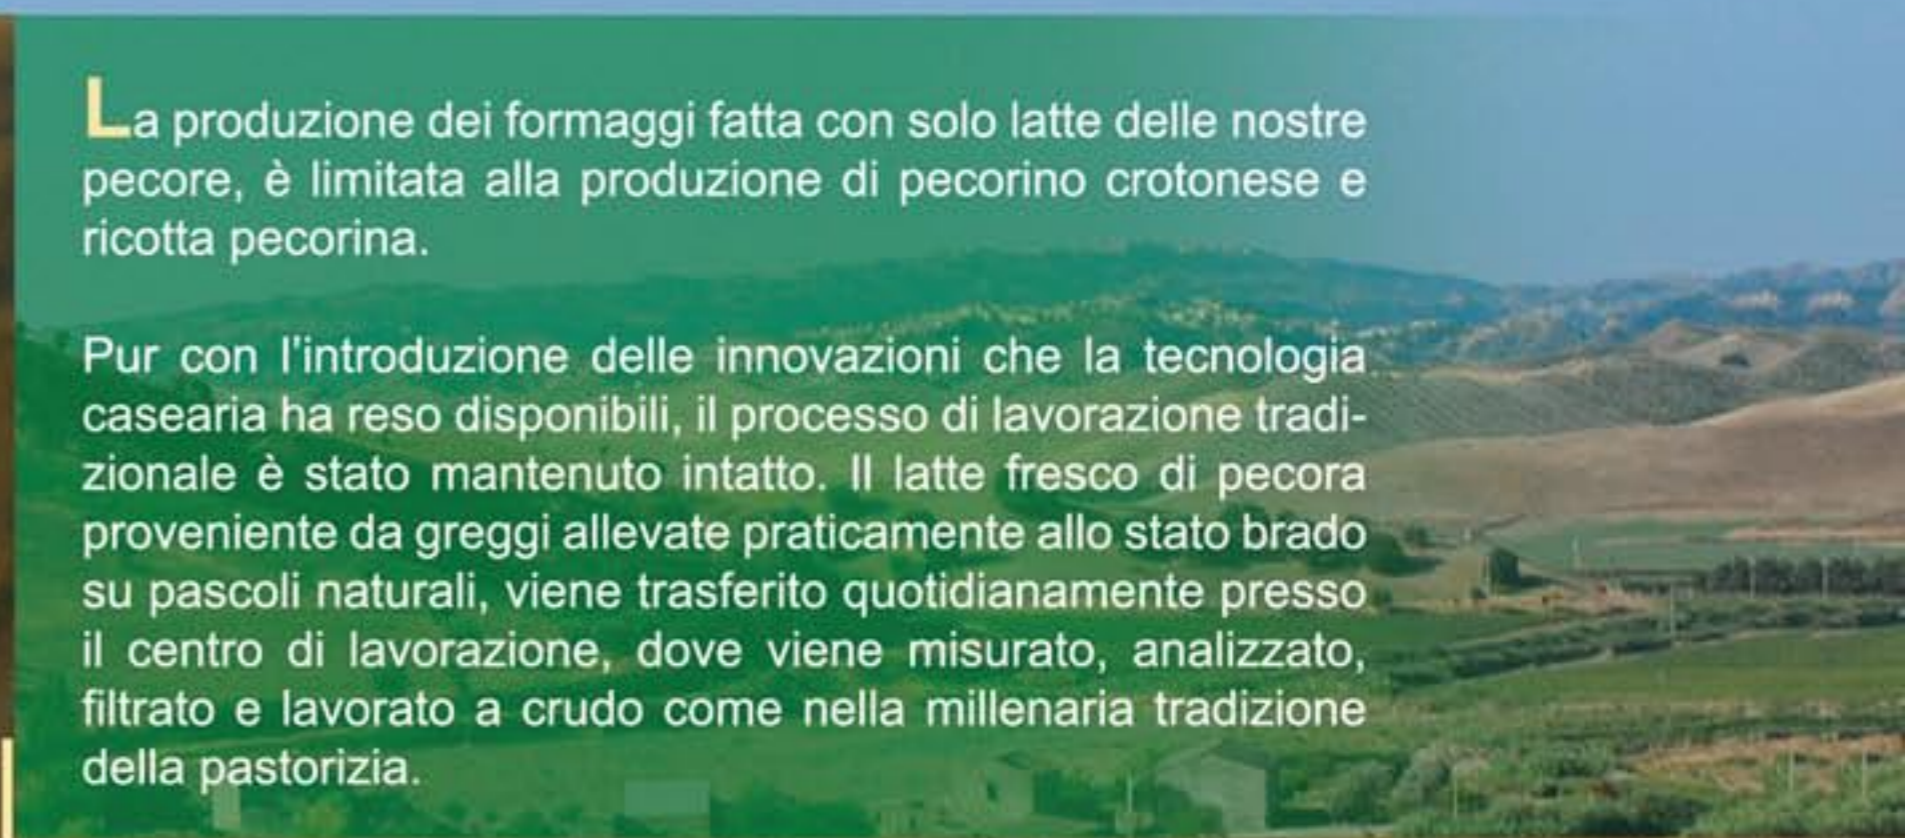 La produzione dei formaggi fatta con solo latte delle nostre
pecore, è limitata alla produzione di pecorino crotonese e
ricotta pecorina.
Pur con l'introduzione delle innovazioni che la tecnologia
casearia ha reso disponibili, il processo di lavorazione tradi-
zionale è stato mantenuto intatto. Il latte fresco di pecora
proveniente da greggi allevate praticamente allo stato brado
su pascoli naturali, viene trasferito quotidianamente presso
il centro di lavorazione, dove viene misurato, analizzato,
filtrato e lavorato a crudo come nella millenaria tradizione
della pastorizia.